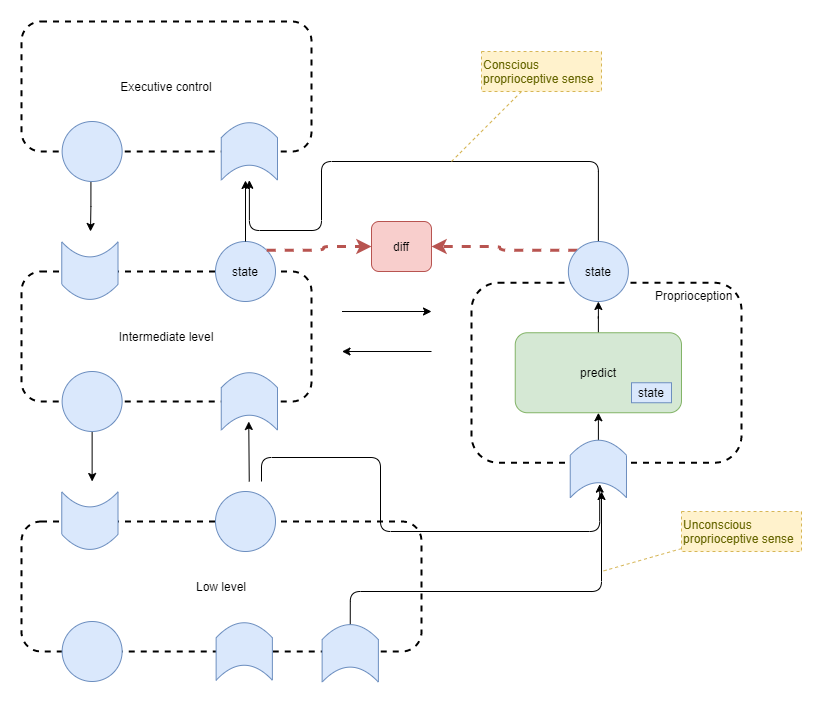 Conscious
proprioceptive sense
Executive control
state
diff
state
Proprioception
Intermediate level
predict
state
Unconscious
proprioceptive sense
Low level